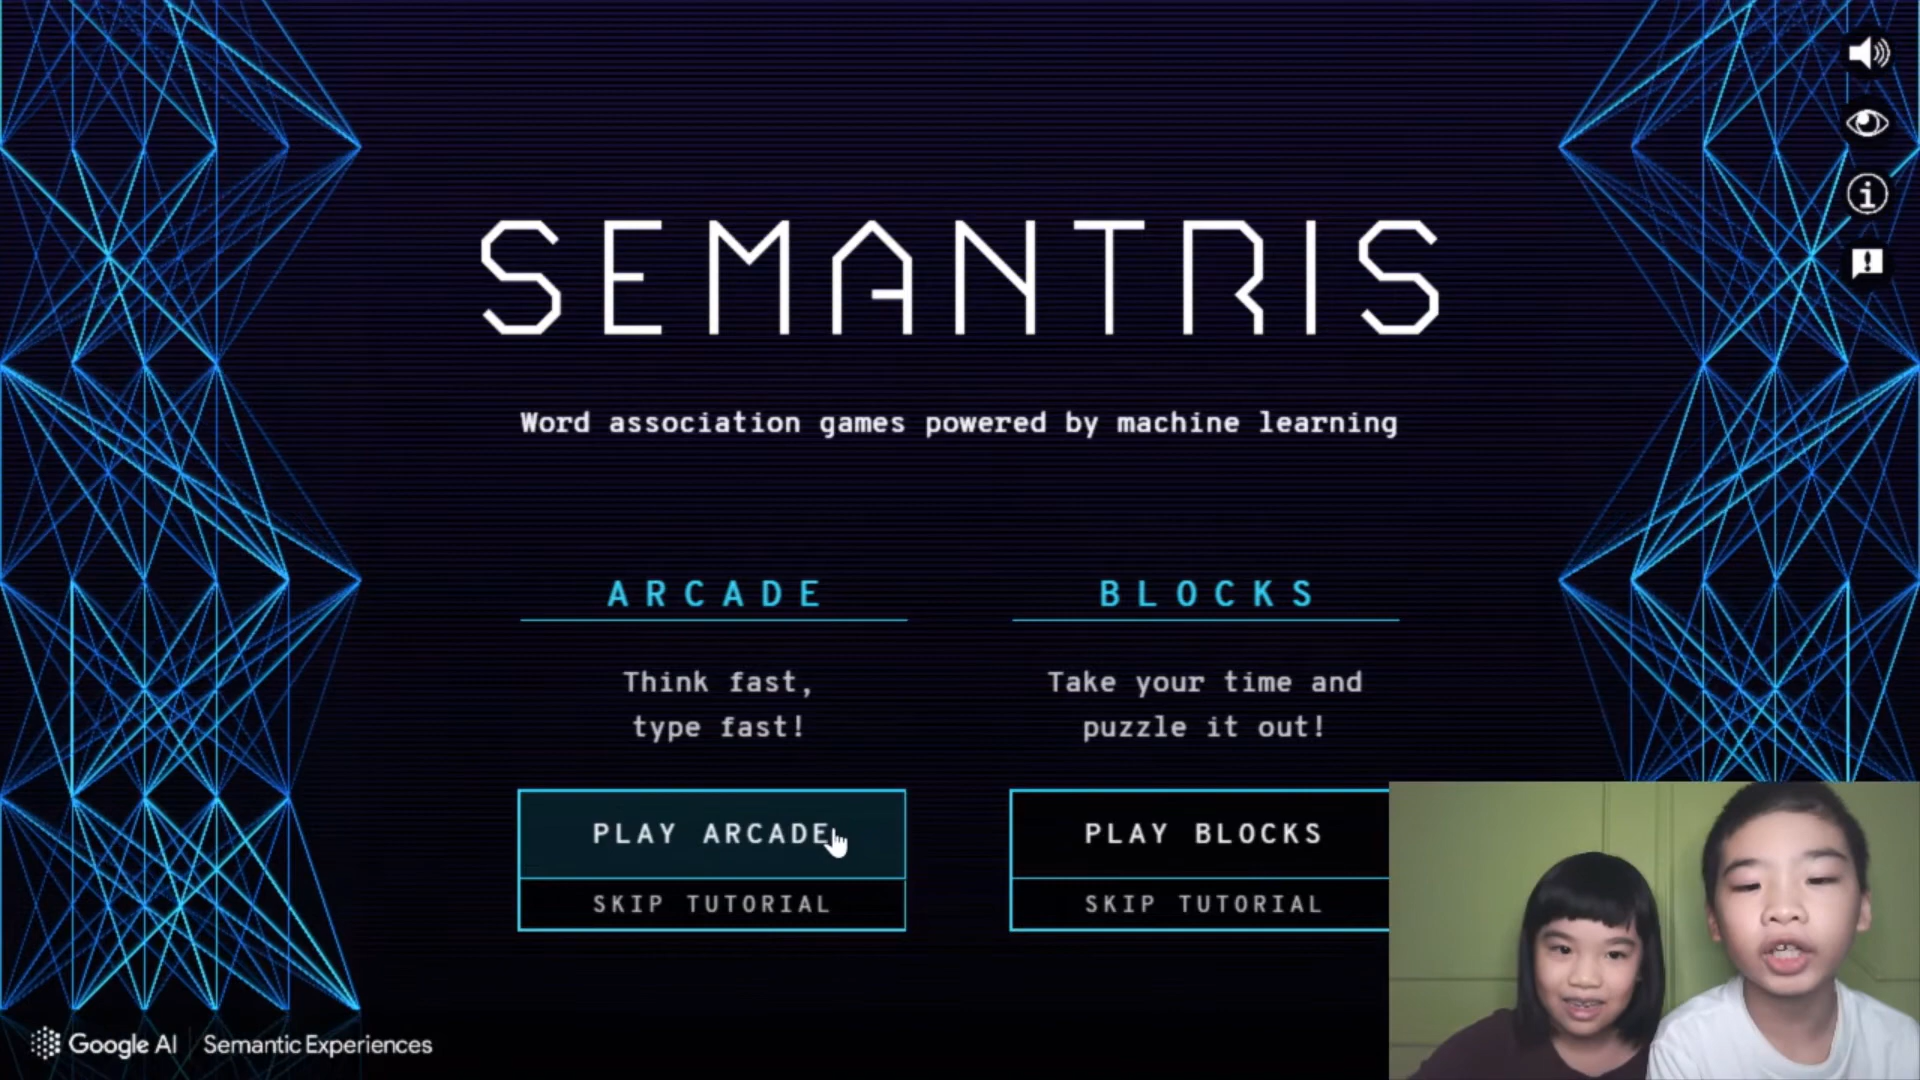 SEMANTRIS
Word association games powered by machine learning
ARCADE
Think fast,
type fast!
PLAY ARCADE
SKIP TUTORIAL
BLOCKS
Take your time and
puzzle it out!
PLAY BLOCKS
SKIP TUTORIAL
Google AI | Semantic Experiences